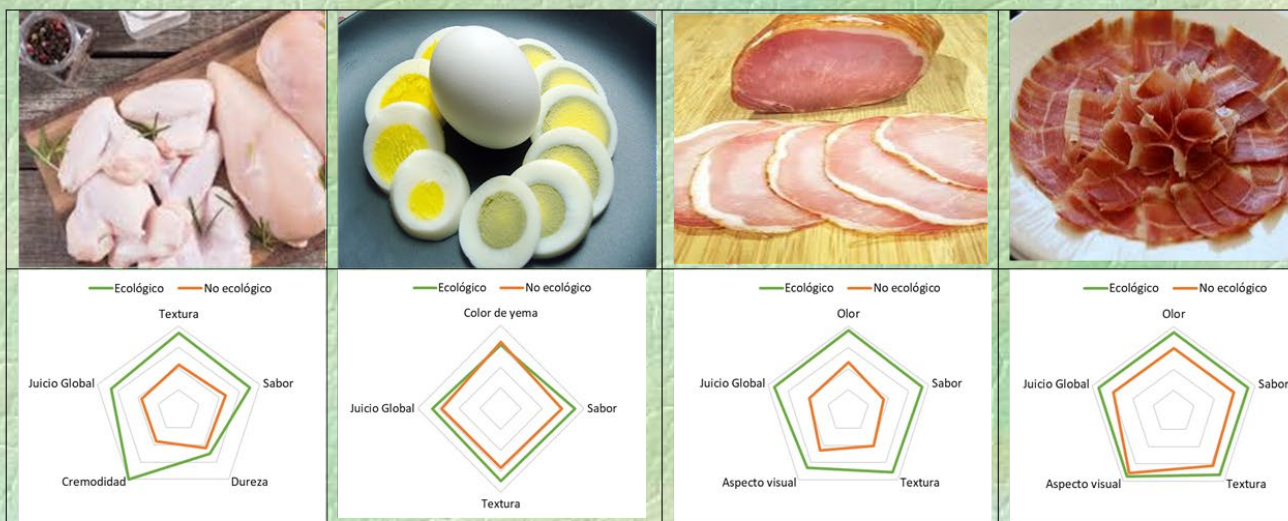 Ecológico No ecológico
Textura
Juicio Global Sabor
Cremodidad Dureza
Ecológico No ecológico
Color de yema
Juicio Global Sabor
Textura
Ecológico No ecológico
Olor
Juicio Global Sabor
Aspecto visual Textura
Ecológico No ecológico
Olor
Juicio Global Sabor
Aspecto visual Textura